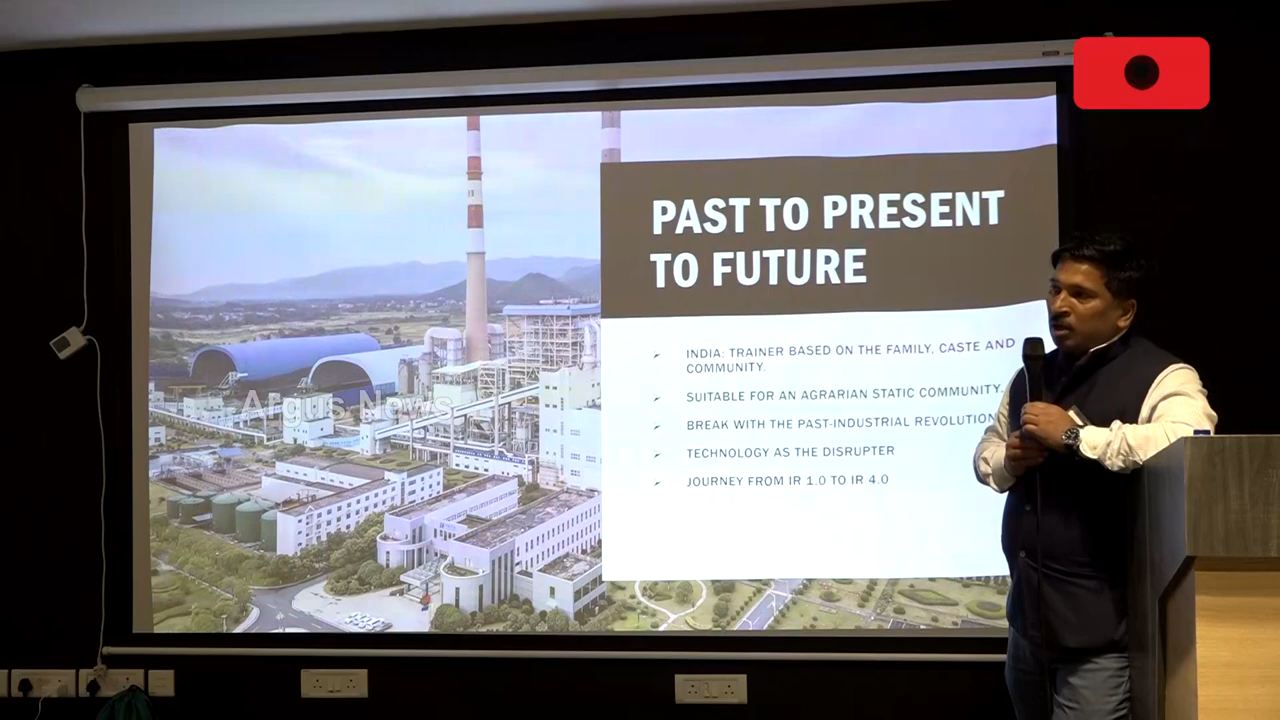 PAST TO PRESENT
TO FUTURE
INDIA: TRAINER BASED ON THE FAMILY, CASTE AND
COMMUNITY.
SUITABLE FOR AN AGRARIAN STATIC COMMUNITY.
BREAK WITH THE PAST-INDUSTRIAL REVOLUTION
TECHNOLOGY AS THE DISRUPTER
JOURNEY FROM IR 1.0 TO IR 4.0
Argus News